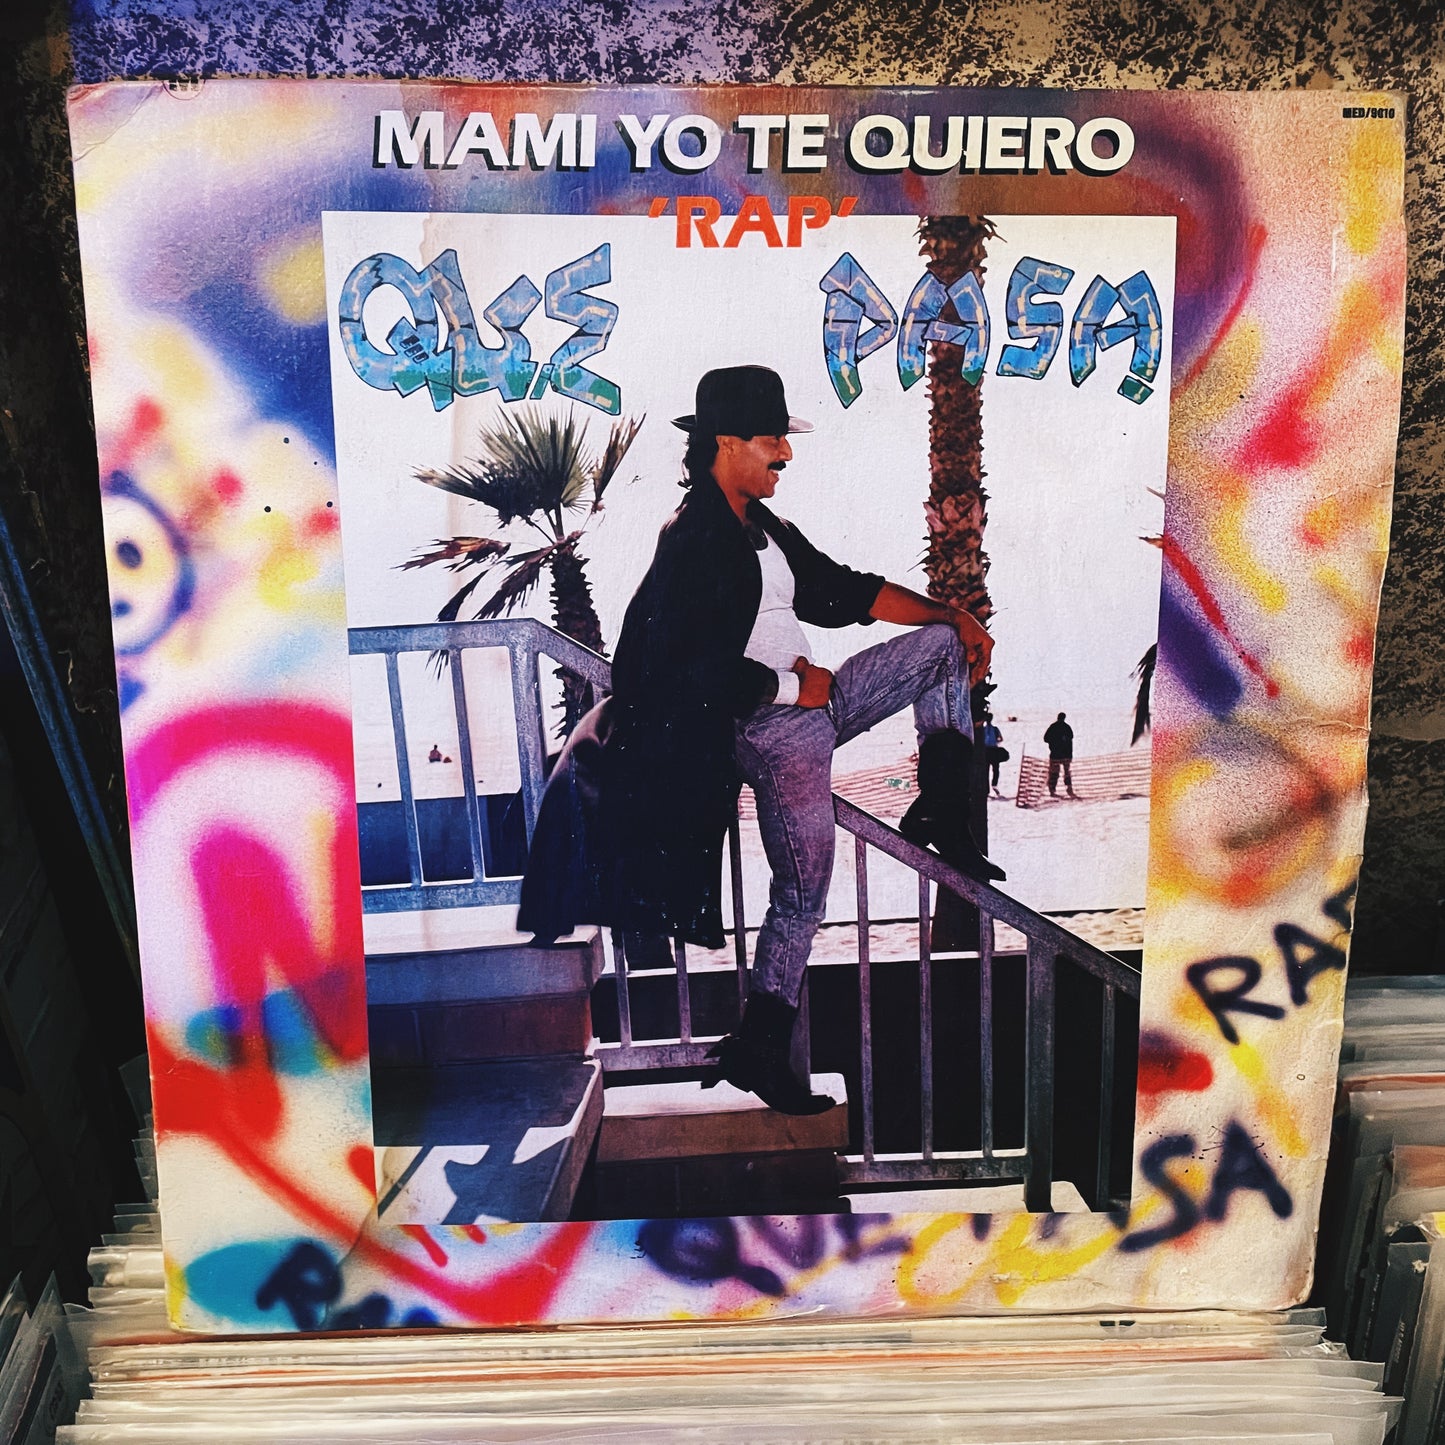 MED/9010
MAMI YO TE QUIERO
'RAP'
QUE PASA
RAP
QUE PASA